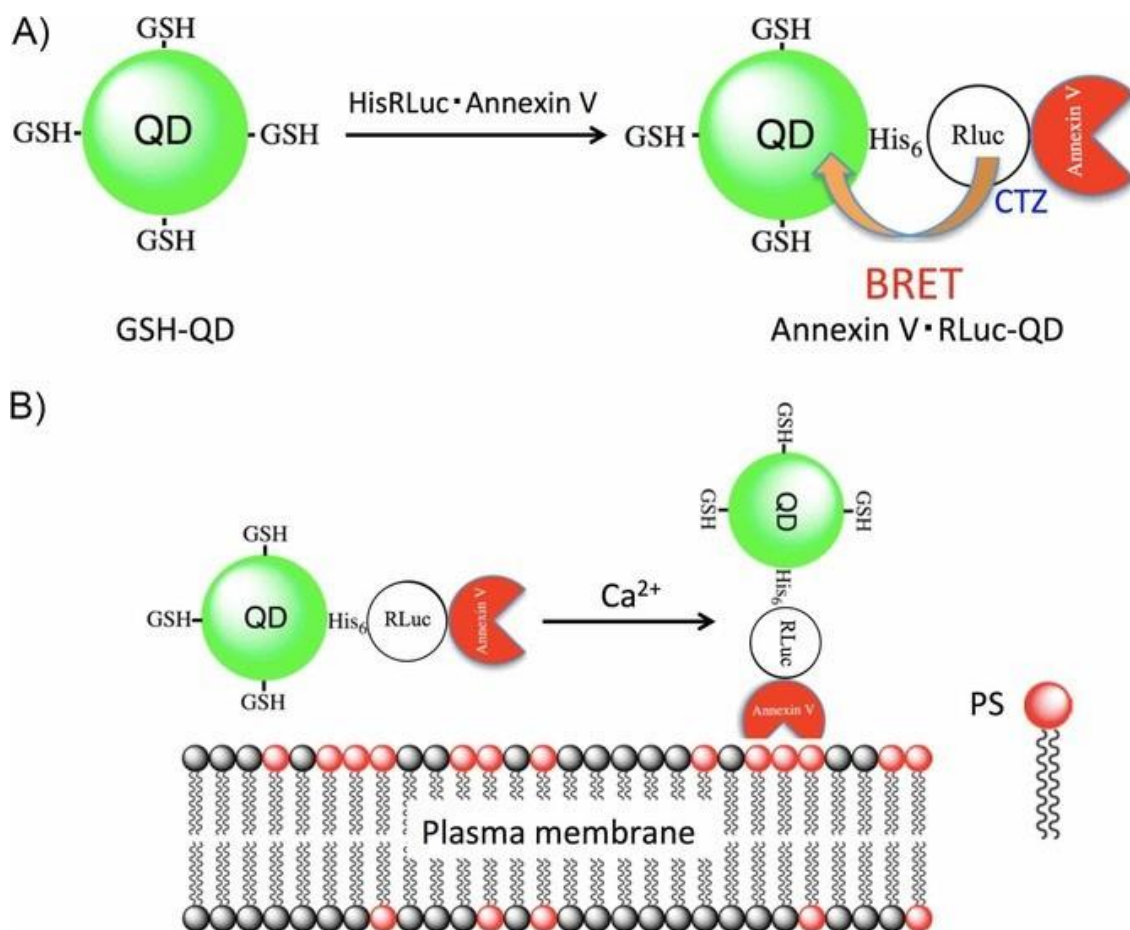 A)
GSH
GSH
QD
GSH
GSH
GSH-QD
HisRLuc・Annexin V
GSH
GSH
QD
His6
Rluc
Annexin V
CTZ
GSH
BRET
Annexin V・RLuc-QD
B)
GSH
GSH
QD
His6
RLuc
Annexin V
GSH
Ca2+
GSH
GSH
QD
GSH
His6
RLuc
Annexin V
PS
Plasma membrane